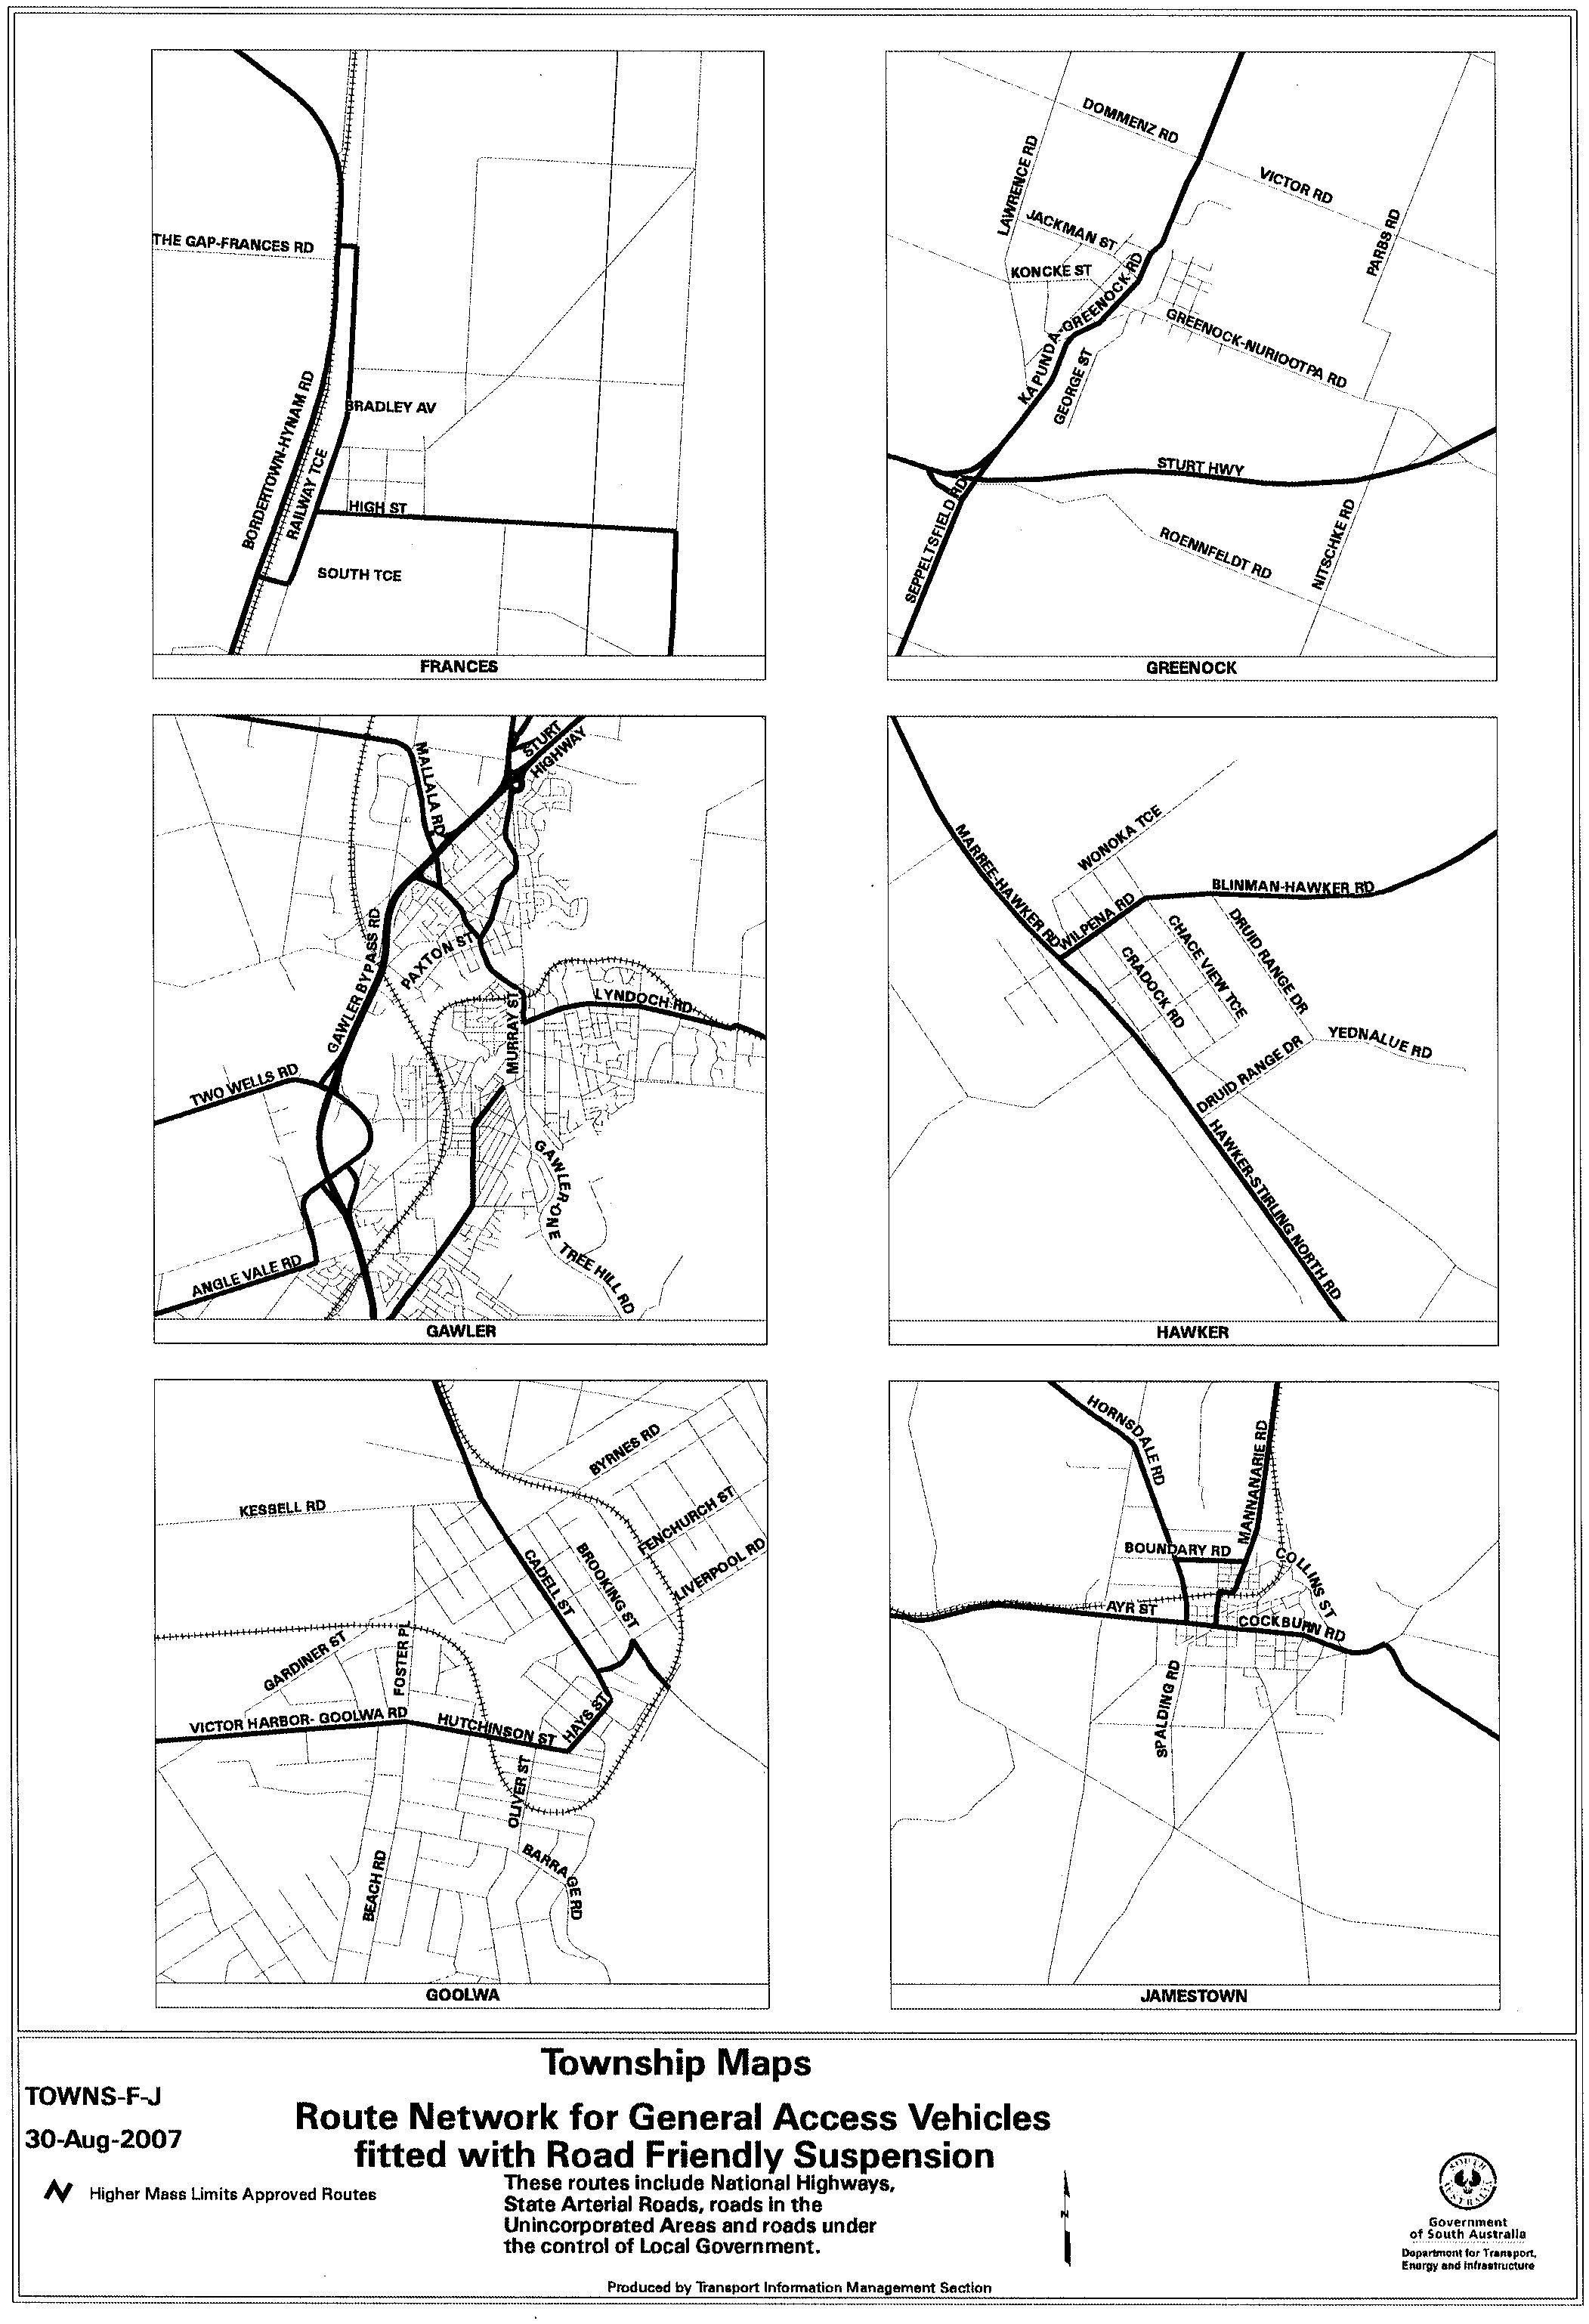 THE GAP-FRANCES RD
BORDERTOWN-HYNAM RD
RAILWAY TCE
BRADLEY AV
HIGH ST
SOUTH TCE
FRANCES
DOMMENZ RD
LAWRENCE RD
VICTOR RD
JACKMAN ST
PARBS RD
KONCKE ST
KAPUNDA-GREENOCK RD
GREENOCK-NURIOOTPA RD
GEORGE ST
STURT HWY
SEPPELTSFIELD RD
ROENNFELDT RD
NITSCHKE RD
GREENOCK
STURT
HIGHWAY
MALLALA RD
GAWLER BYPASS RD
PAXTON ST
LYNDOCH RD
MURRAY ST
TWO WELLS RD
GAWLER-ONE TREE HILL RD
ANGLE VALE RD
GAWLER
WONOKA TCE
MARREE-HAWKER RD
WILPENA RD
BLINMAN-HAWKER RD
CRADOCK RD
CHACE VIEW TCE
DRUID RANGE DR
YEDNALUE RD
DRUID RANGE DR
HAWKER-STIRLING NORTH RD
HAWKER
BYRNES RD
KESSELL RD
FENCHURCH ST
CADELL ST
BROOKING ST
LIVERPOOL RD
GARDINER ST
FOSTER PL
VICTOR HARBOR- GOOLWA RD
HUTCHINSON ST
HAYS ST
OLIVER ST
BARRAGE RD
BEACH RD
GOOLWA
HORNSDALE RD
MANNANARIE RD
BOUNDARY RD
COLLINS ST
AYR ST
COCKBURN RD
SPALDING RD
JAMESTOWN
Township Maps
TOWNS-F-J
30-Aug-2007
Route Network for General Access Vehicles
fitted with Road Friendly Suspension
Higher Mass Limits Approved Routes
These routes include National Highways,
State Arterial Roads, roads in the
Unincorporated Areas and roads under
the control of Local Government.
N
SOUTH
AUSTRALIA
Government
of South Australia
Department for Transport,
Energy and Infrastructure
Produced by Transport Information Management Section